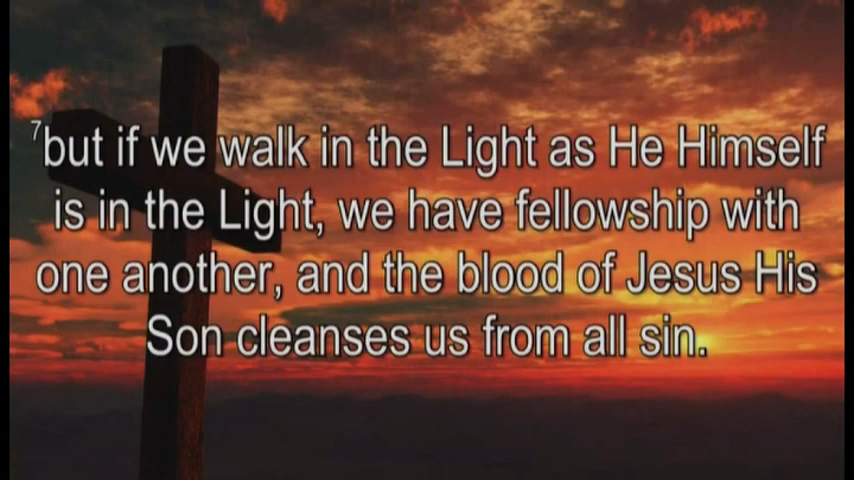 7but if we walk in the Light as He Himself
is in the Light, we have fellowship with
one another, and the blood of Jesus His
Son cleanses us from all sin.